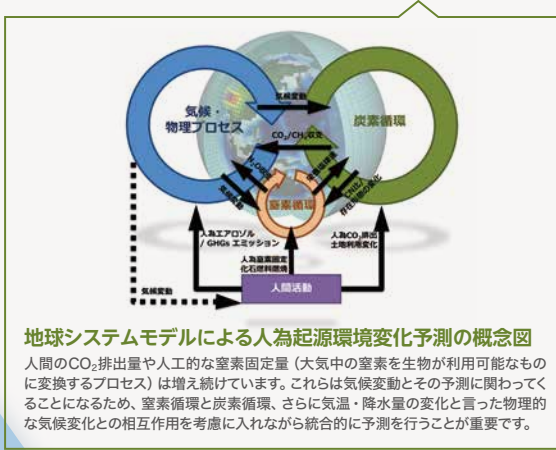 気候変動
気候・
物理プロセス
炭素循環
CO₂/CH₄収支
気候変動
窒素循環
人為エアロゾル
/ GHGs エミッション
人為窒素固定
化石燃料燃焼
人為CO₂排出
土地利用変化
気候変動
人間活動
地球システムモデルによる人為起源環境変化予測の概念図
人間のCO₂排出量や人工的な窒素固定量（大気中の窒素を生物が利用可能なもの
に変換するプロセス）は増え続けています。これらは気候変動とその予測に関わってく
ることになるため、窒素循環と炭素循環、さらに気温・降水量の変化と言った物理的
な気候変化との相互作用を考慮に入れながら統合的に予測を行うことが重要です。